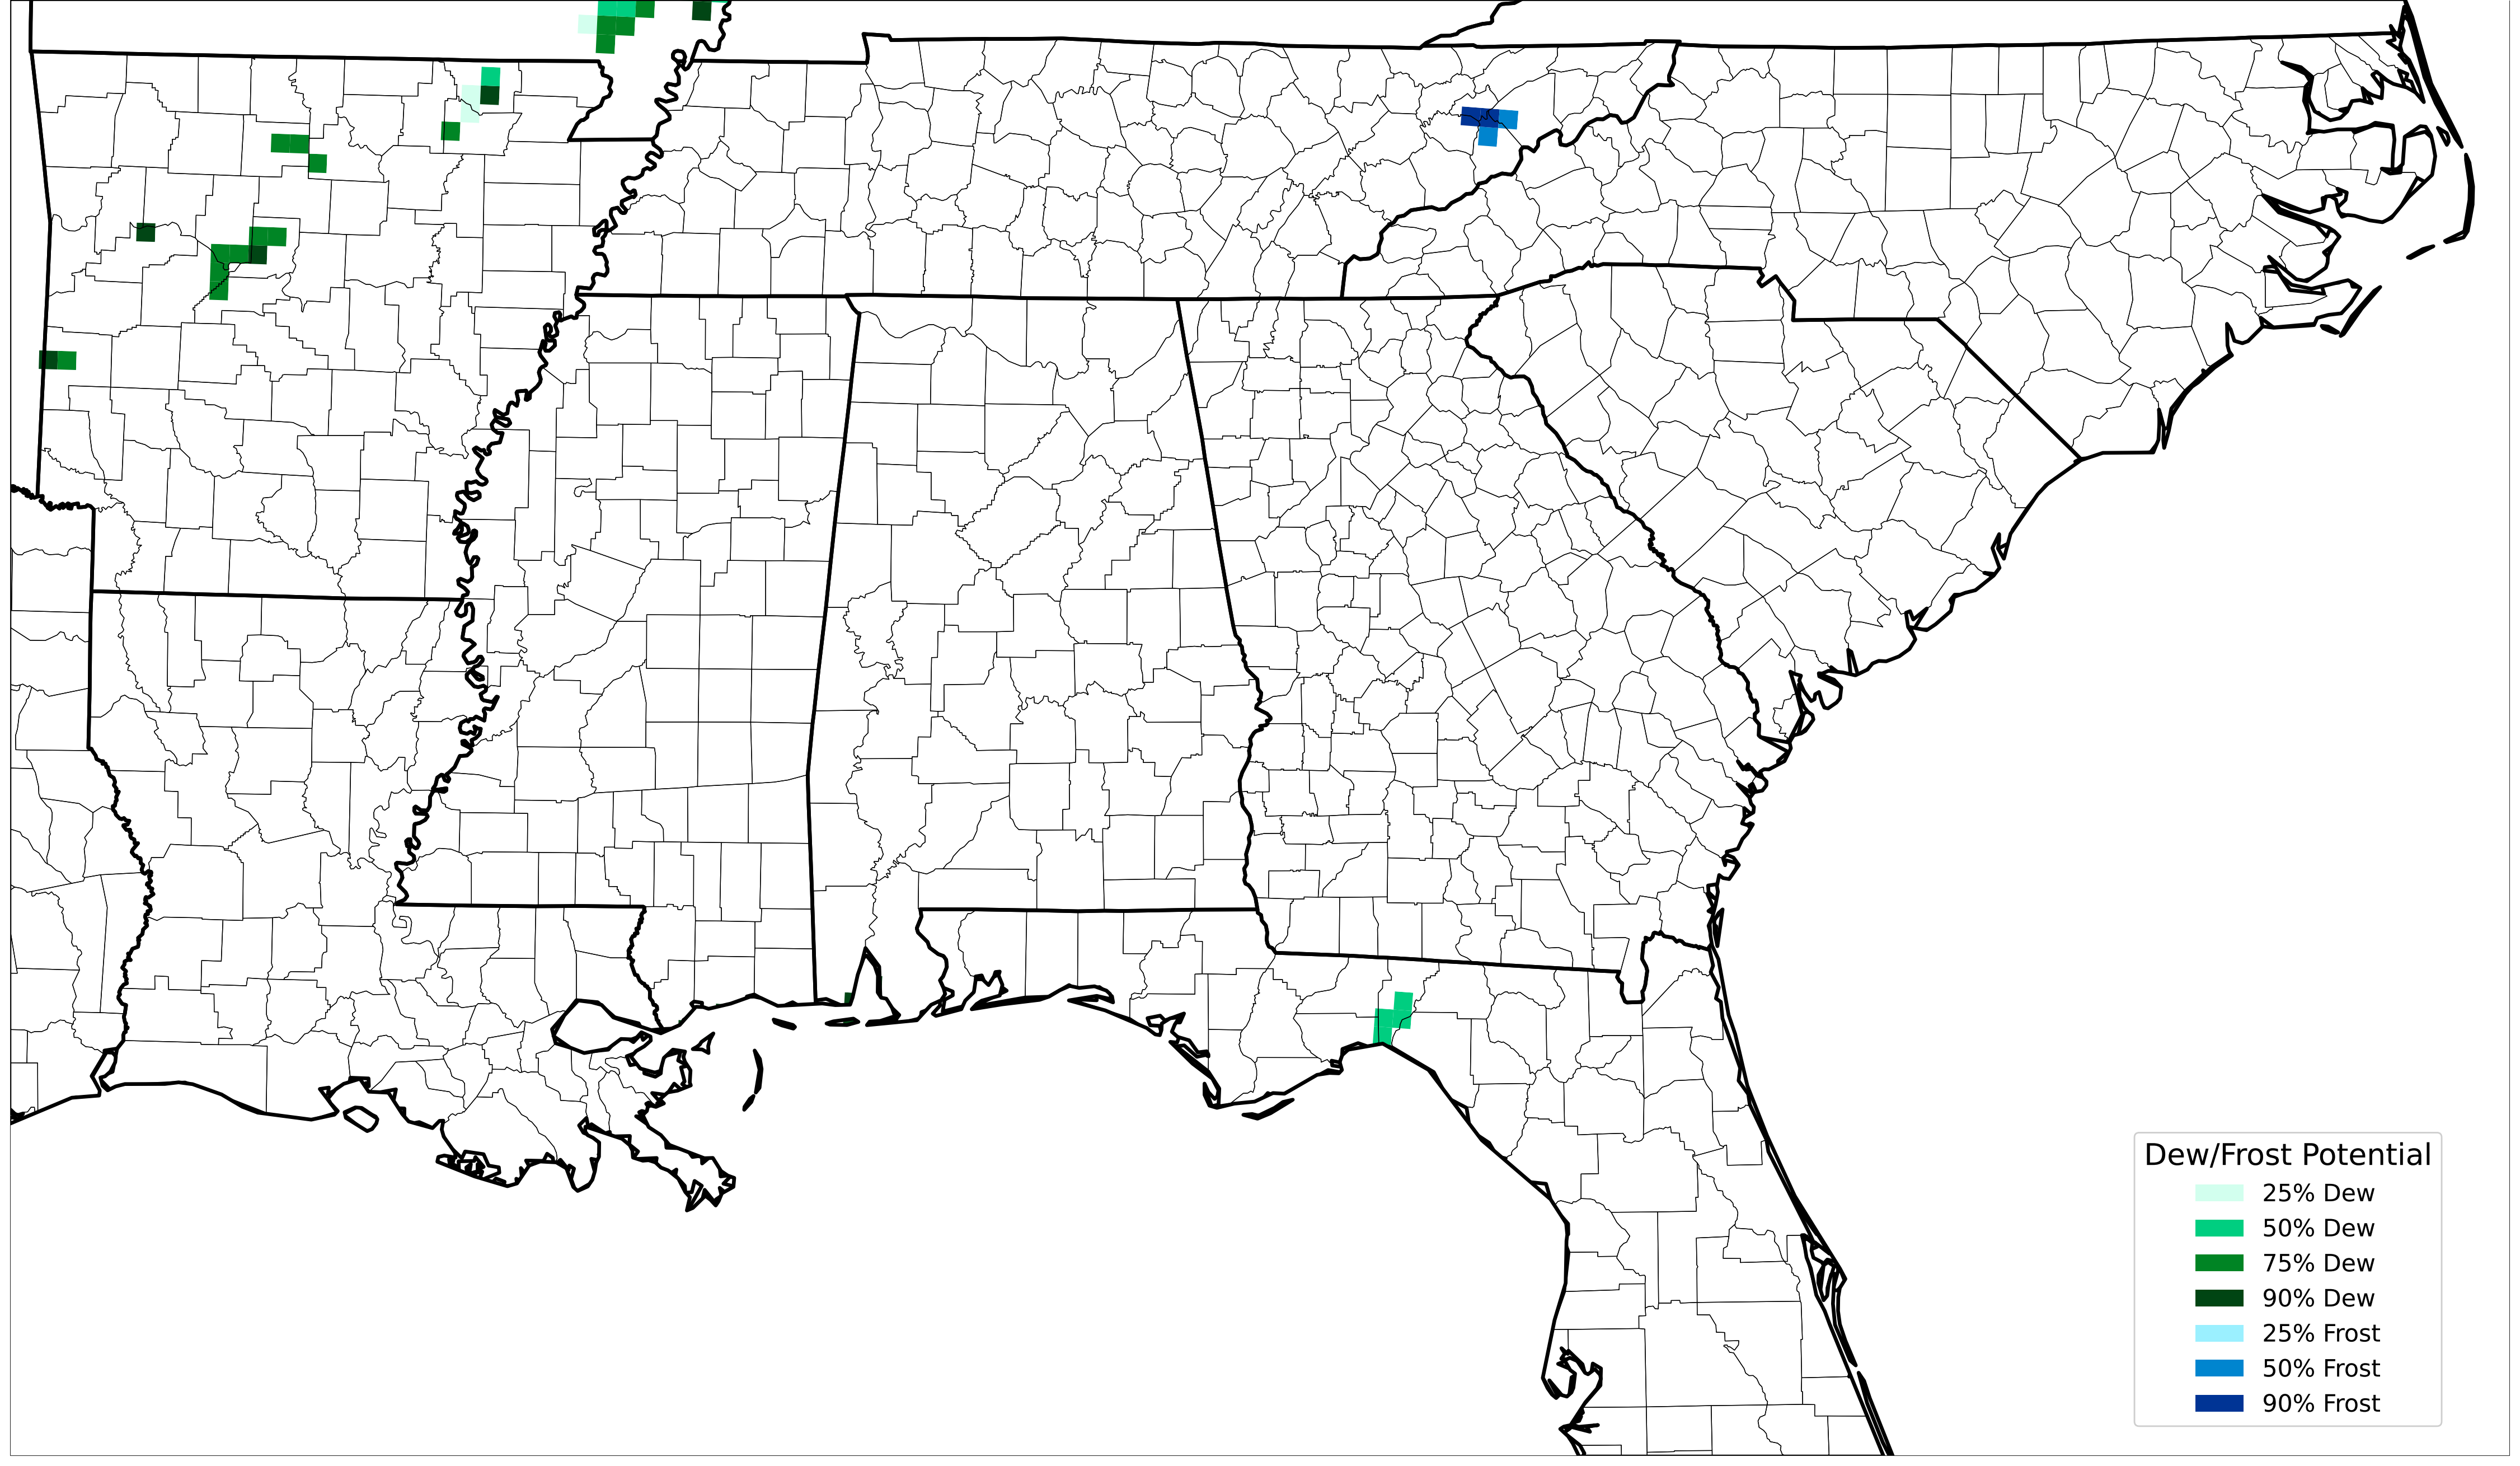 Dew/Frost Potential
25% Dew
50% Dew
75% Dew
90% Dew
25% Frost
50% Frost
90% Frost